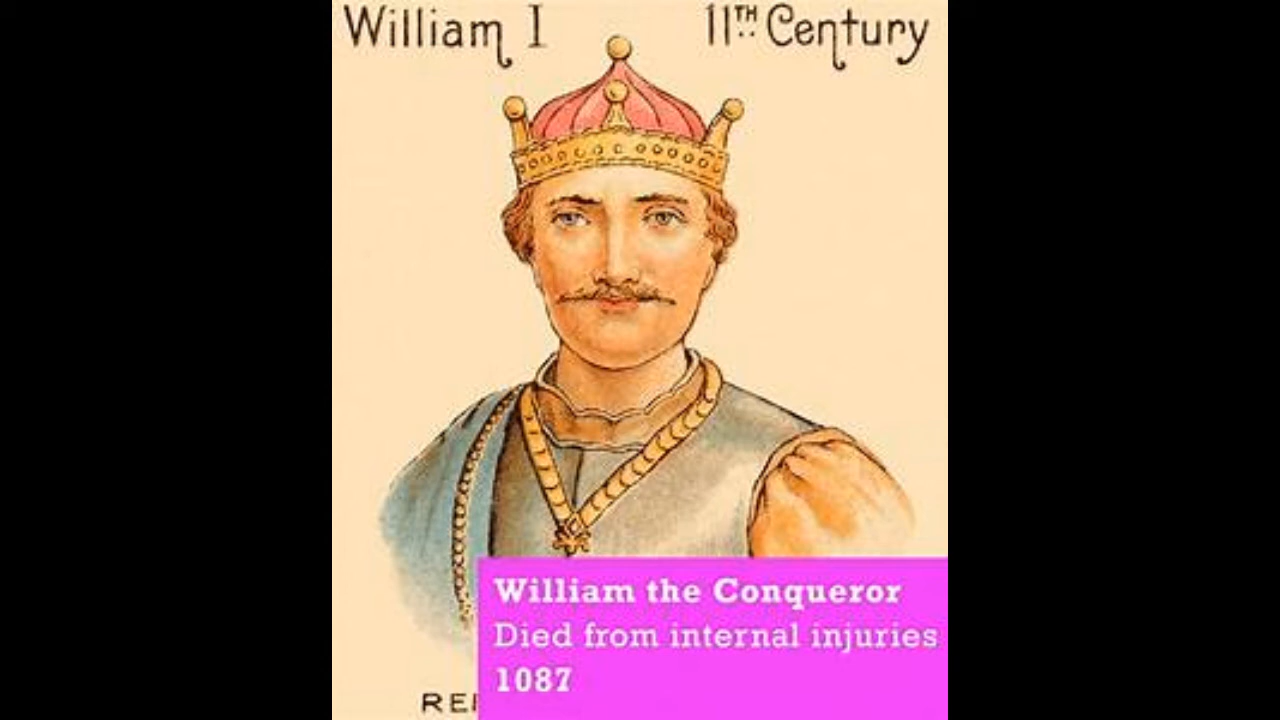 William I 11TH Century
William the Conqueror
Died from internal injuries
1087